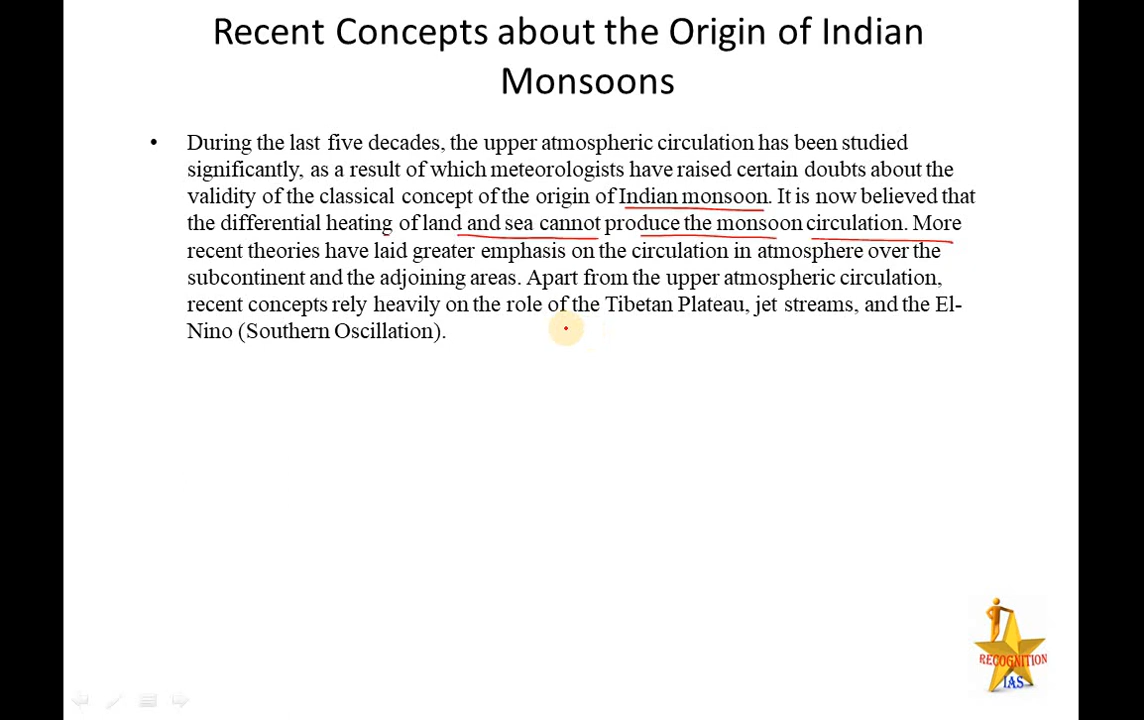 Recent Concepts about the Origin of Indian
Monsoons
• During the last five decades, the upper atmospheric circulation has been studied
significantly, as a result of which meteorologists have raised certain doubts about the
validity of the classical concept of the origin of Indian monsoon. It is now believed that
the differential heating of land and sea cannot produce the monsoon circulation. More
recent theories have laid greater emphasis on the circulation in atmosphere over the
subcontinent and the adjoining areas. Apart from the upper atmospheric circulation,
recent concepts rely heavily on the role of the Tibetan Plateau, jet streams, and the El-
Nino (Southern Oscillation).
RECOGNITION
IAS